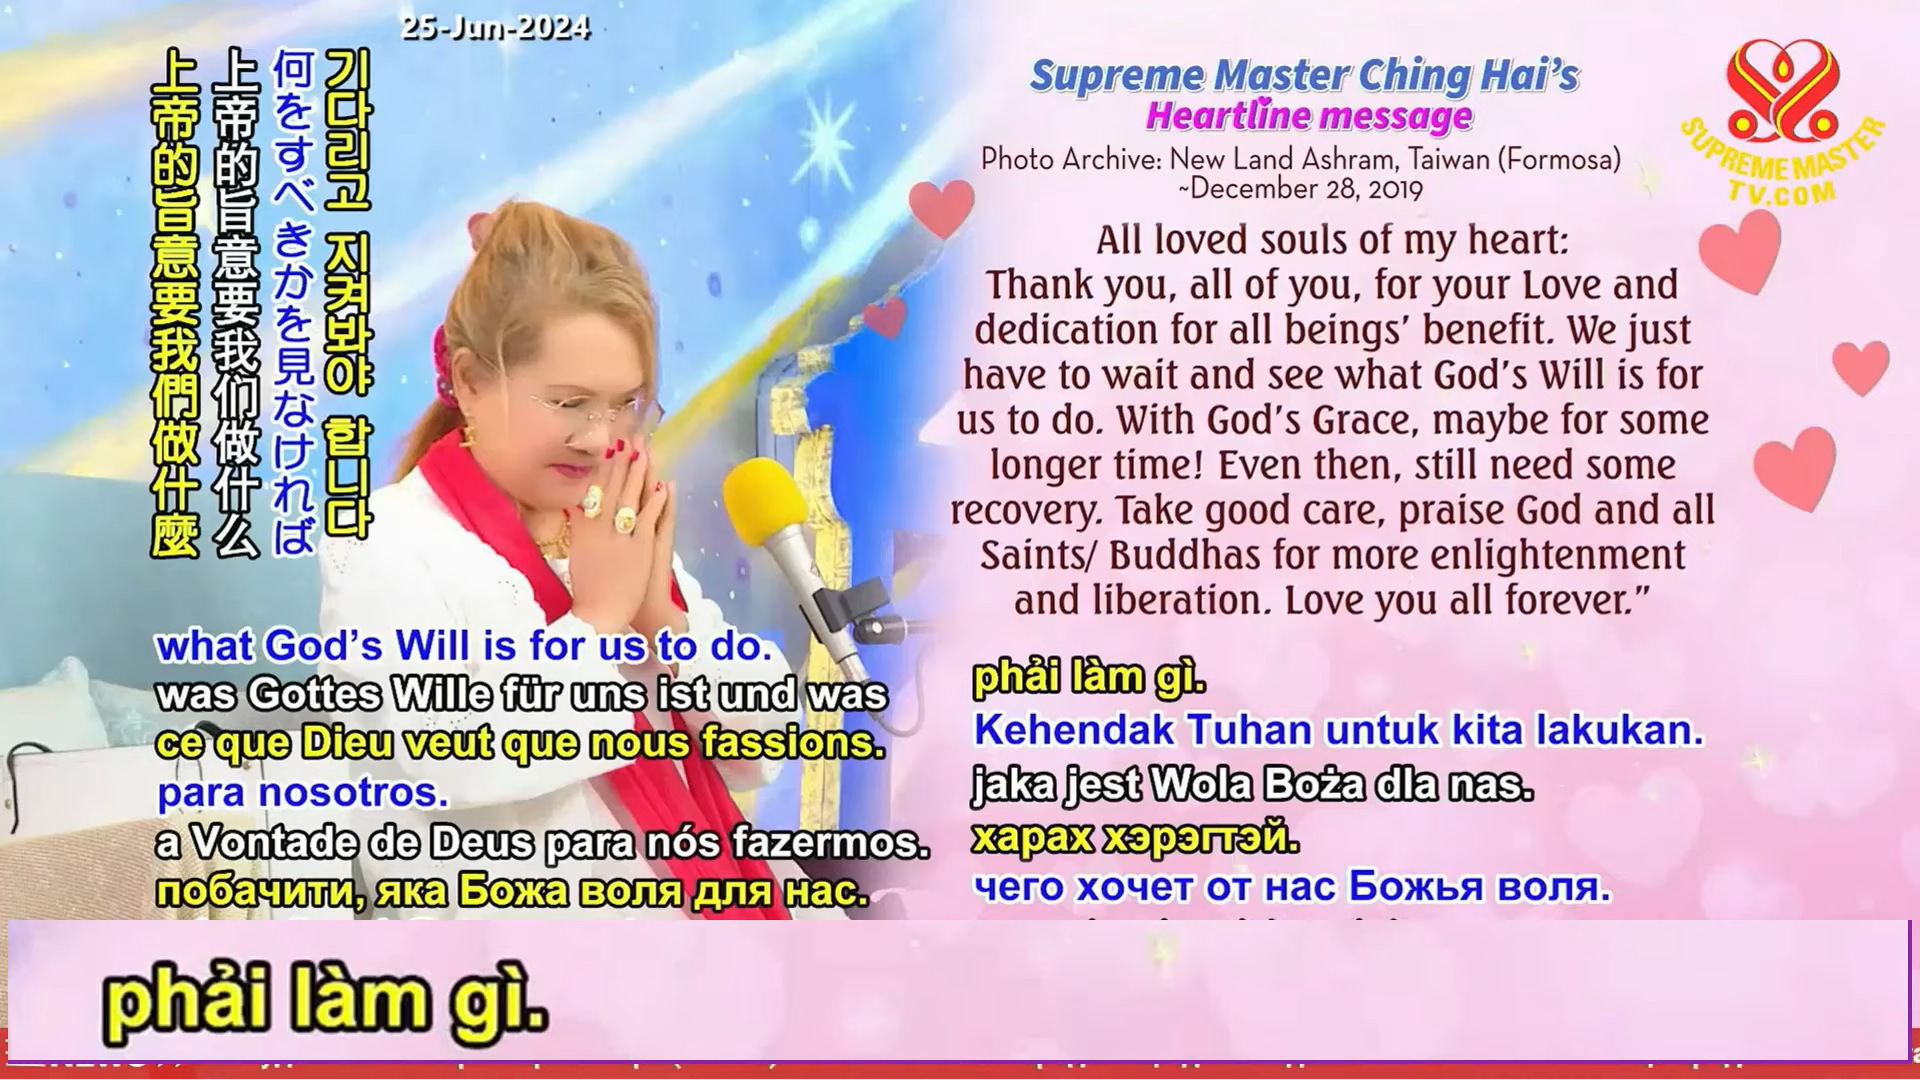 25-Jun-2024
上帝的旨意要我們做什麼
上帝的旨意要我们做什么
何をすべきかを見なければ
기다리고 지켜봐야 합니다
what God's Will is for us to do.
was Gottes Wille für uns ist und was
ce que Dieu veut que nous fassions.
para nosotros.
a Vontade de Deus para nós fazermos.
побачити, яка Божа воля для нас.
Supreme Master Ching Hai's
Heartline message
Photo Archive: New Land Ashram, Taiwan (Formosa)
~December 28, 2019
All loved souls of my heart:
Thank you, all of you, for your Love and
dedication for all beings' benefit. We just
have to wait and see what God's Will is for
us to do. With God's Grace, maybe for some
longer time! Even then, still need some
recovery. Take good care, praise God and all
Saints/ Buddhas for more enlightenment
and liberation. Love you all forever."
SUPREME MASTER
TV.COM
phải làm gì.
Kehendak Tuhan untuk kita lakukan.
jaka jest Wola Boża dla nas.
харах хэрэгтэй.
чего хочет от нас Божья воля.
phải làm gì.